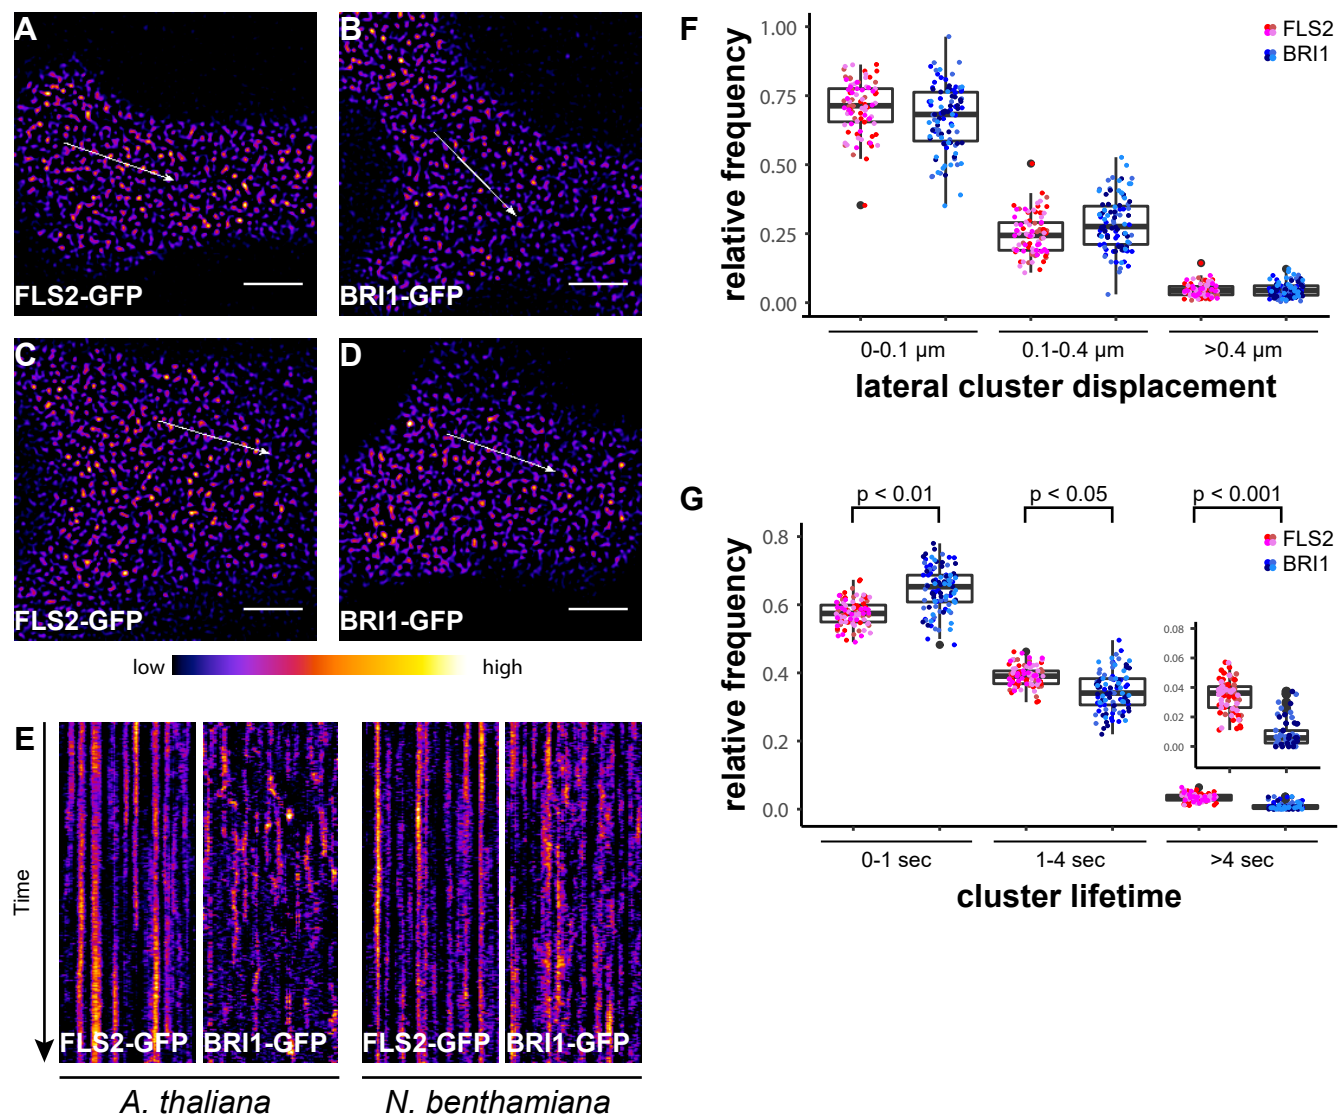 A
FLS2-GFP
B
BRI1-GFP
C
FLS2-GFP
D
BRI1-GFP
low high
E
Time
FLS2-GFP
BRI1-GFP
FLS2-GFP
BRI1-GFP
A. thaliana
N. benthamiana
F
relative frequency
1.00
0.75
0.50
0.25
0.00
FLS2
BRI1
0-0.1 µm
0.1-0.4 µm
>0.4 µm
lateral cluster displacement
G
p < 0.01
p < 0.05
p < 0.001
relative frequency
0.8
0.6
0.4
0.2
0.0
FLS2
BRI1
0.08
0.06
0.04
0.02
0.00
0-1 sec
1-4 sec
>4 sec
cluster lifetime